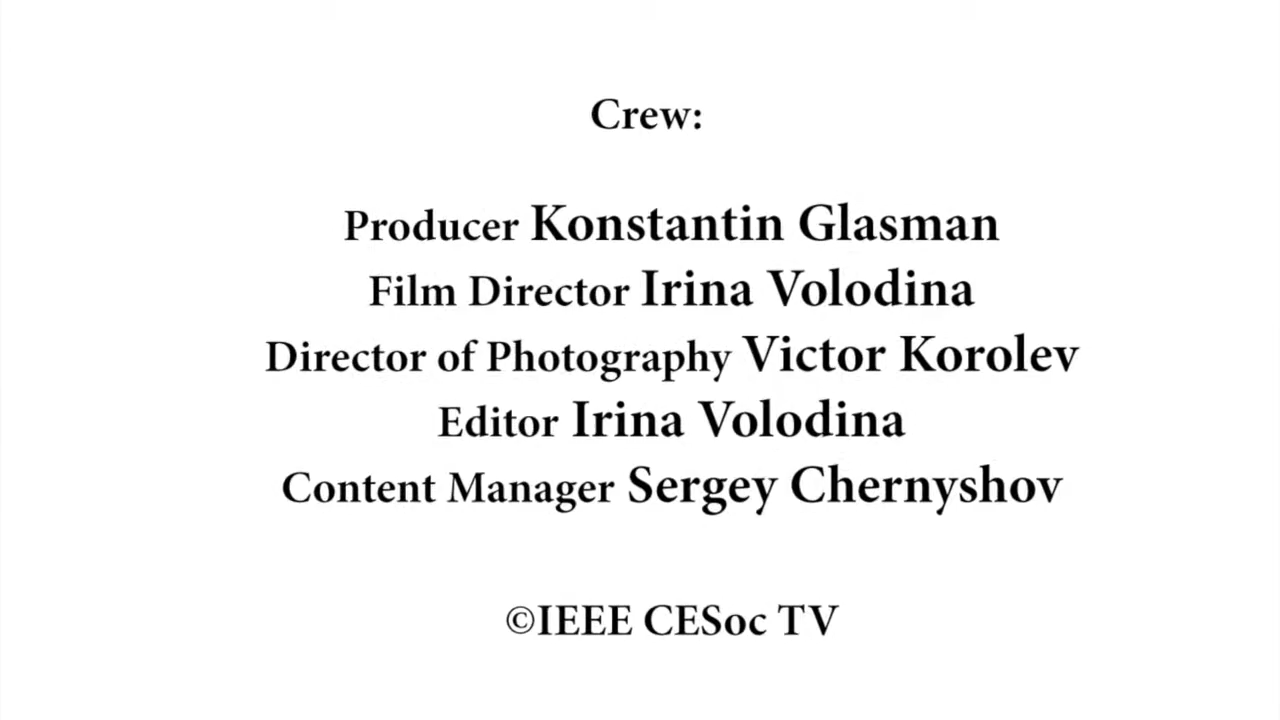 Crew:
Producer Konstantin Glasman
Film Director Irina Volodina
Director of Photography Victor Korolev
Editor Irina Volodina
Content Manager Sergey Chernyshov
©IEEE CESoc TV